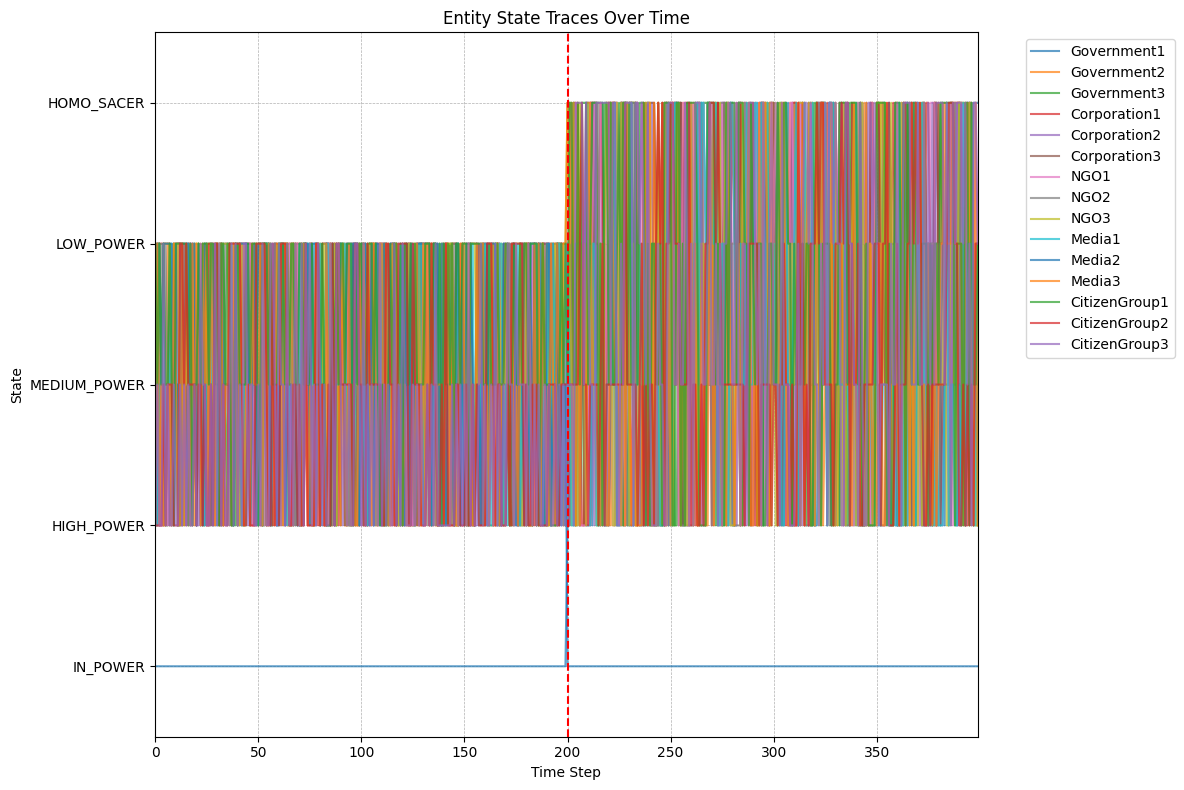 Entity State Traces Over Time
HOMO_SACER
LOW_POWER
MEDIUM_POWER
HIGH_POWER
IN_POWER
State
0
50
100
150
200
250
300
350
Time Step
Government1
Government2
Government3
Corporation1
Corporation2
Corporation3
NGO1
NGO2
NGO3
Media1
Media2
Media3
CitizenGroup1
CitizenGroup2
CitizenGroup3